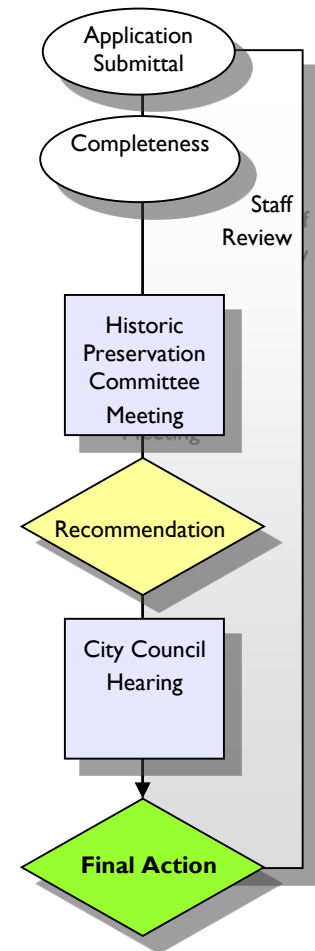 Application
Submittal
Completeness
Staff
Review
Historic
Preservation
Committee
Meeting
Recommendation
City Council
Hearing
Final Action